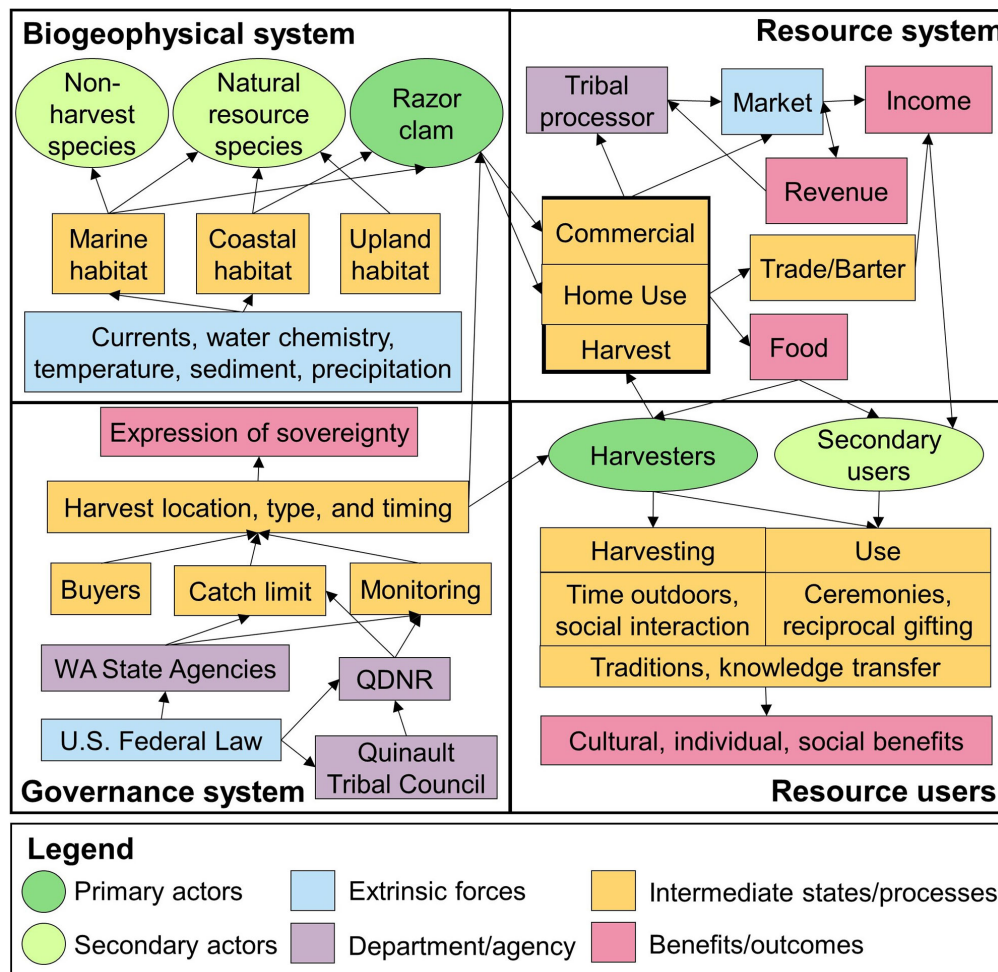 Biogeophysical system
Non-
harvest
species
Natural
resource
species
Razor
clam
Marine
habitat
Coastal
habitat
Upland
habitat
Currents, water chemistry,
temperature, sediment, precipitation
Resource system
Tribal
processor
Market
Income
Revenue
Commercial
Home Use
Harvest
Trade/Barter
Food
Expression of sovereignty
Harvest location, type, and timing
Buyers
Catch limit
Monitoring
WA State Agencies
QDNR
U.S. Federal Law
Quinault
Tribal Council
Governance system
Harvesters
Secondary
users
Harvesting
Use
Time outdoors,
social interaction
Ceremonies,
reciprocal gifting
Traditions, knowledge transfer
Cultural, individual, social benefits
Resource users
Legend
Primary actors
Extrinsic forces
Intermediate states/processes
Secondary actors
Department/agency
Benefits/outcomes